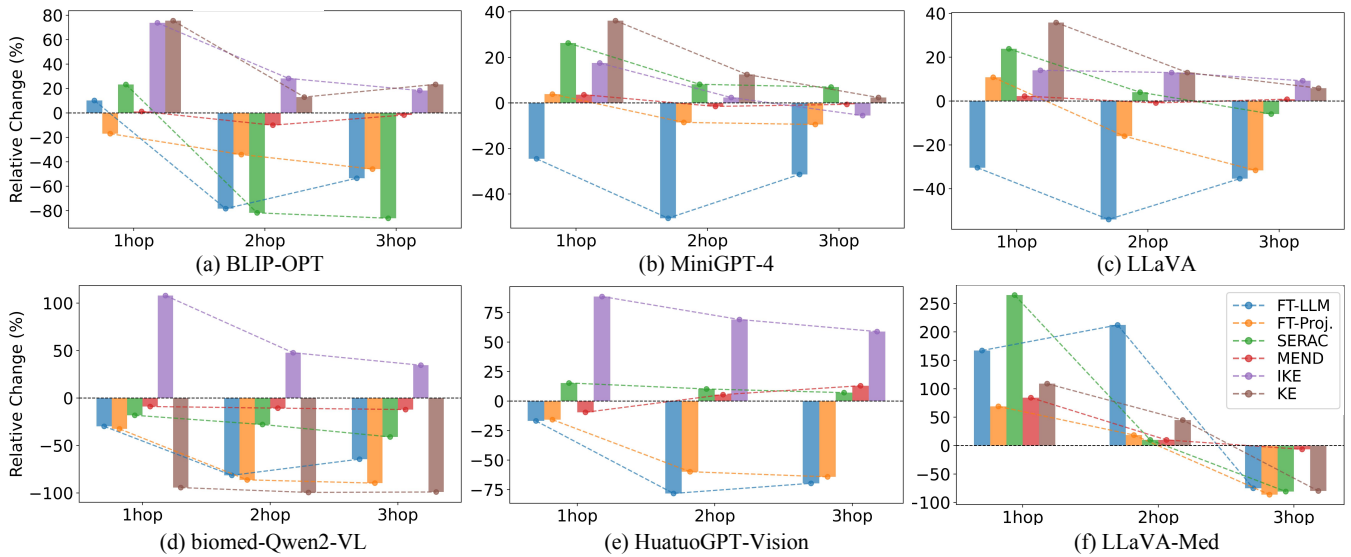 Relative Change (%)
80
60
40
20
0
−20
−40
−60
−80
1hop
2hop
3hop
(a) BLIP-OPT
40
20
0
−20
−40
1hop
2hop
3hop
(b) MiniGPT-4
40
20
0
−20
−40
1hop
2hop
3hop
(c) LLaVA
Relative Change (%)
100
50
0
−50
−100
1hop
2hop
3hop
(d) biomed-Qwen2-VL
75
50
25
0
−25
−50
−75
1hop
2hop
3hop
(e) HuatuoGPT-Vision
250
200
150
100
50
0
−50
−100
1hop
2hop
3hop
FT-LLM
FT-Proj.
SERAC
MEND
IKE
KE
(f) LLaVA-Med